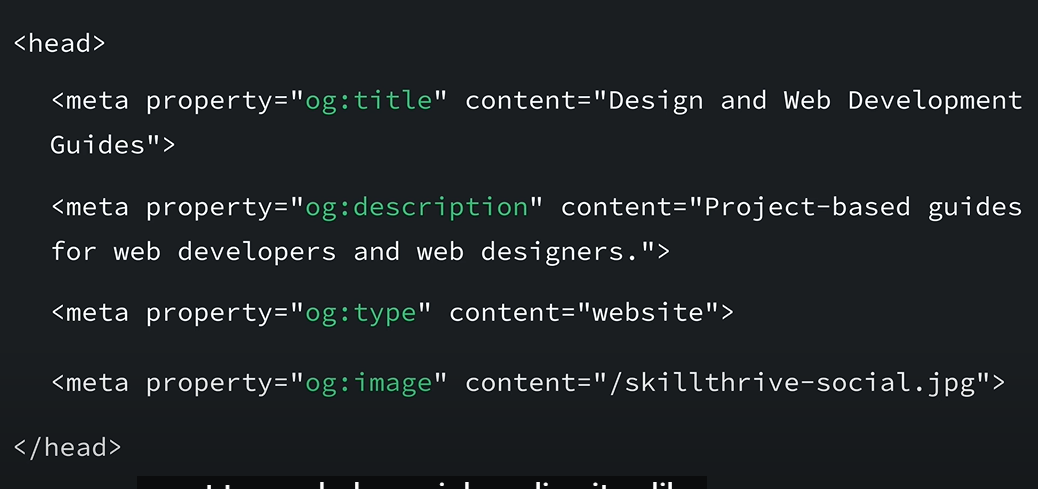 <head>
<meta property="og:title" content="Design and Web Development
Guides">
<meta property="og:description" content="Project-based guides
for web developers and web designers.">
<meta property="og:type" content="website">
<meta property="og:image" content="/skillthrive-social.jpg">
</head>